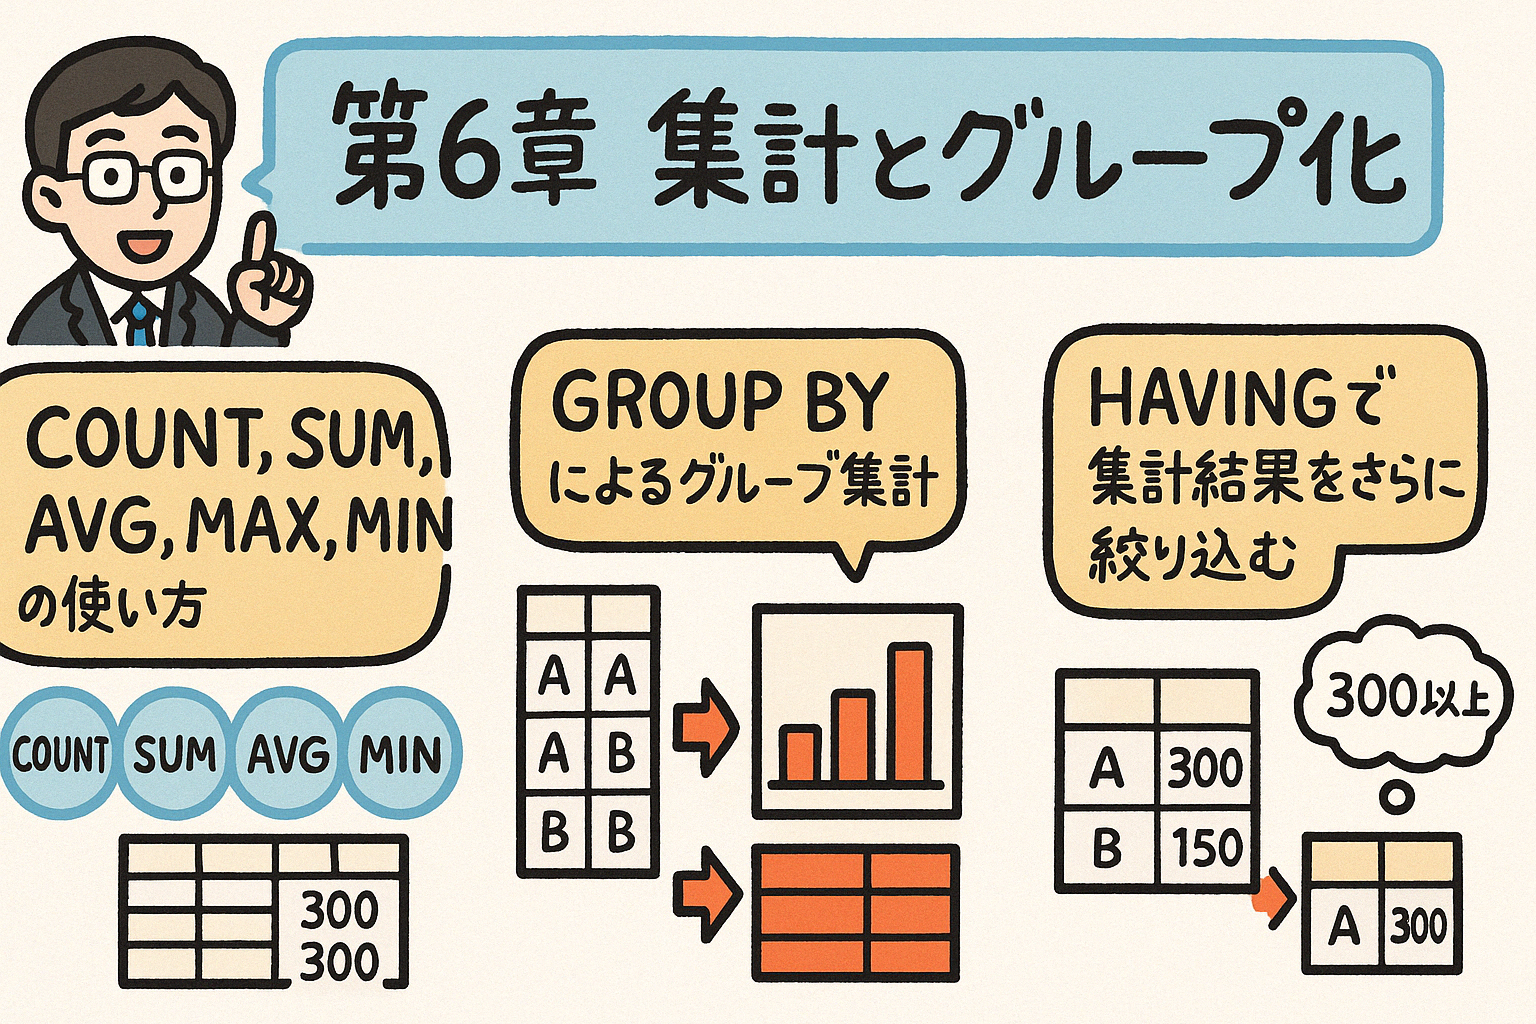 第6章 集計とグループ化
COUNT, SUM,
AVG, MAX, MIN
の使い方
COUNT SUM AVG MIN
300
300
GROUP BY
によるグループ集計
A A
A B
B B
HAVINGで
集計結果をさらに
絞り込む
300以上
A 300
B 150
A 300